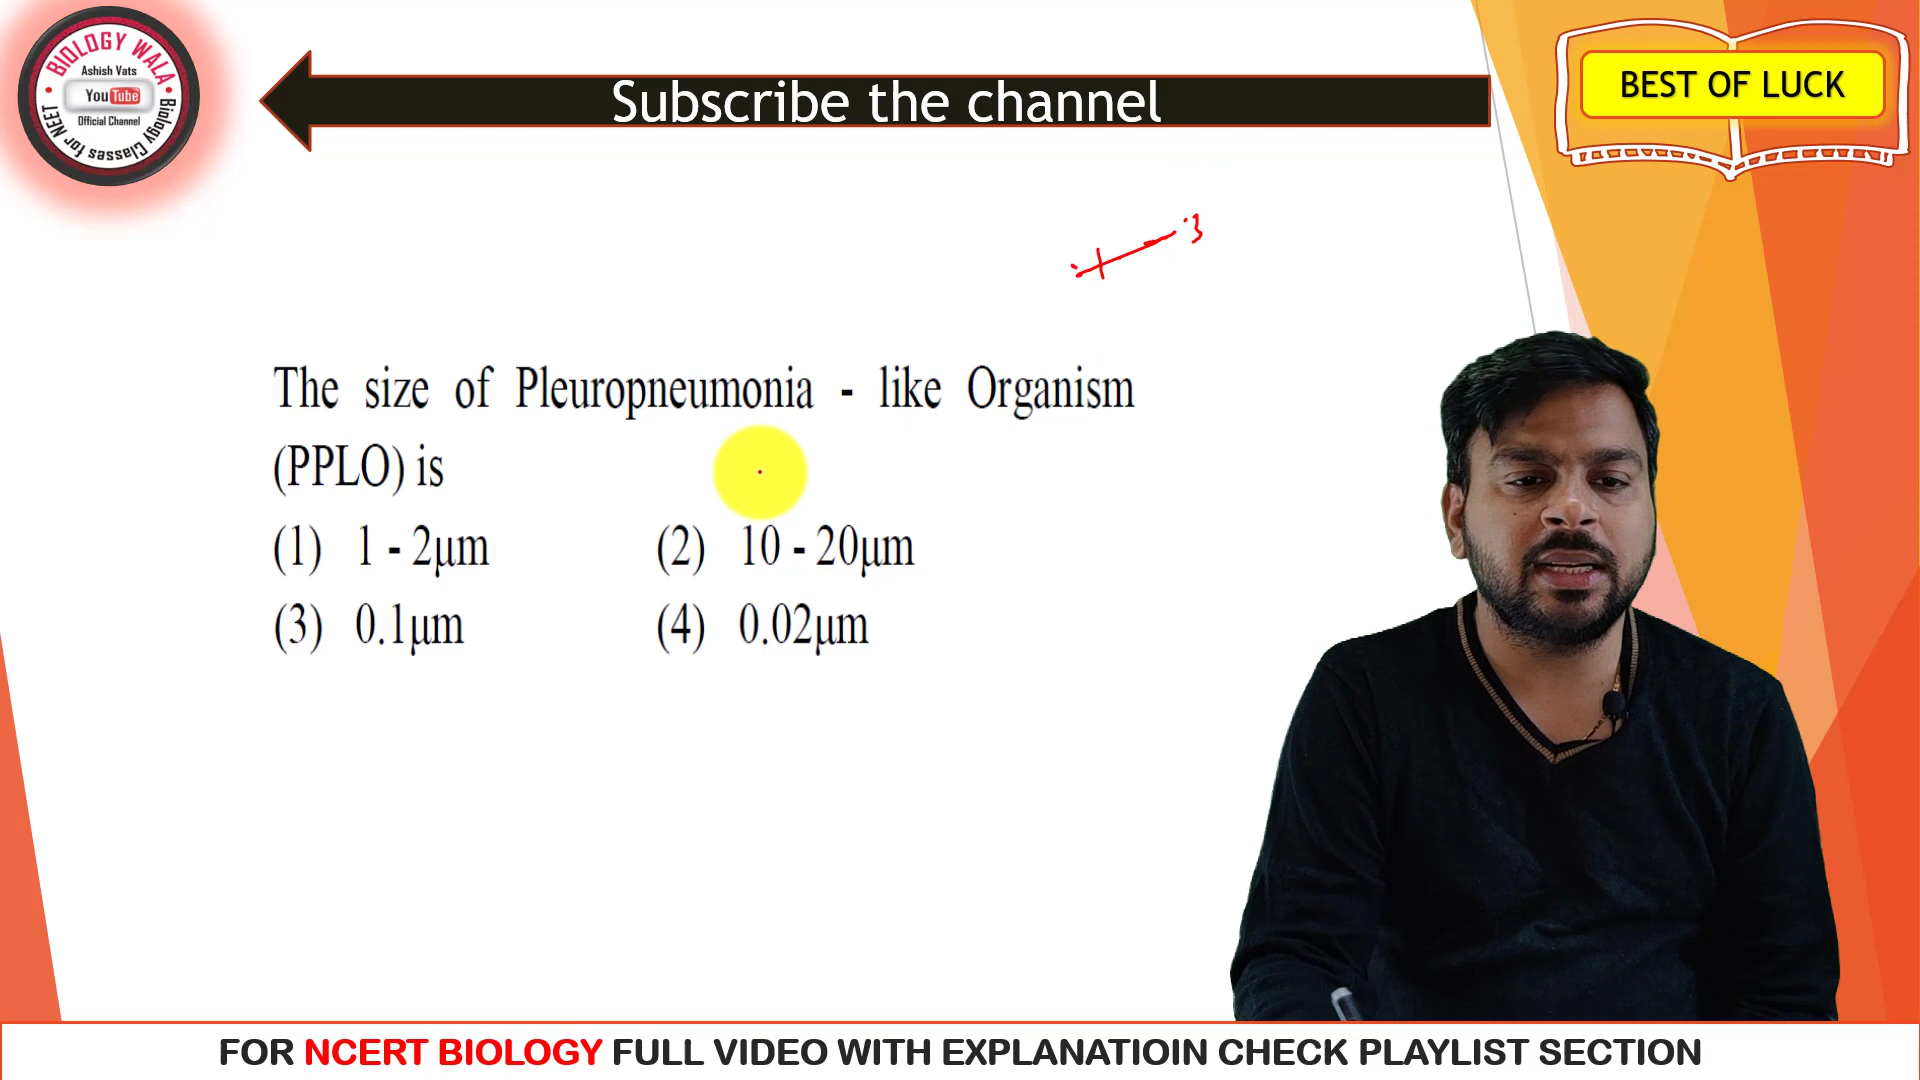 BIOLOGY WALA
Ashish Vats
YouTube
Official Channel
Biology Classes for NEET
Subscribe the channel
BEST OF LUCK
The size of Pleuropneumonia - like Organism
(PPLO) is
(1) 1 - 2μm (2) 10 - 20μm
(3) 0.1μm (4) 0.02μm
FOR NCERT BIOLOGY FULL VIDEO WITH EXPLANATIOIN CHECK PLAYLIST SECTION